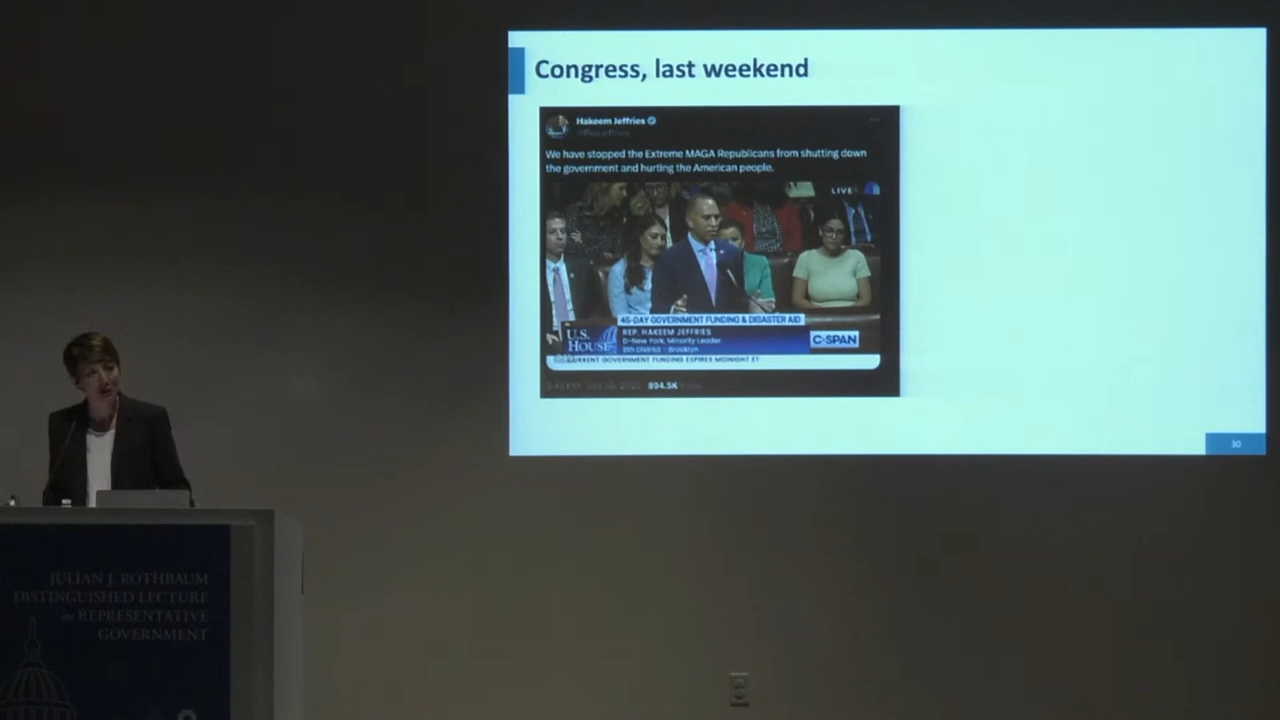 Congress, last weekend
Hakeem Jeffries
We have stopped the Extreme MAGA Republicans from shutting down
the government and hurting the American people.
LIVE
45-DAY GOVERNMENT FUNDING & DISASTER AID
U.S.
HOUSE
REP. HAKEEM JEFFRIES
D-New York, Minority Leader
8th District - Brooklyn
C-SPAN
CURRENT GOVERNMENT FUNDING EXPIRES MIDNIGHT ET
894.5K Views
30
JULIAN J. ROTHBAUM
DISTINGUISHED LECTURE
in REPRESENTATIVE
GOVERNMENT